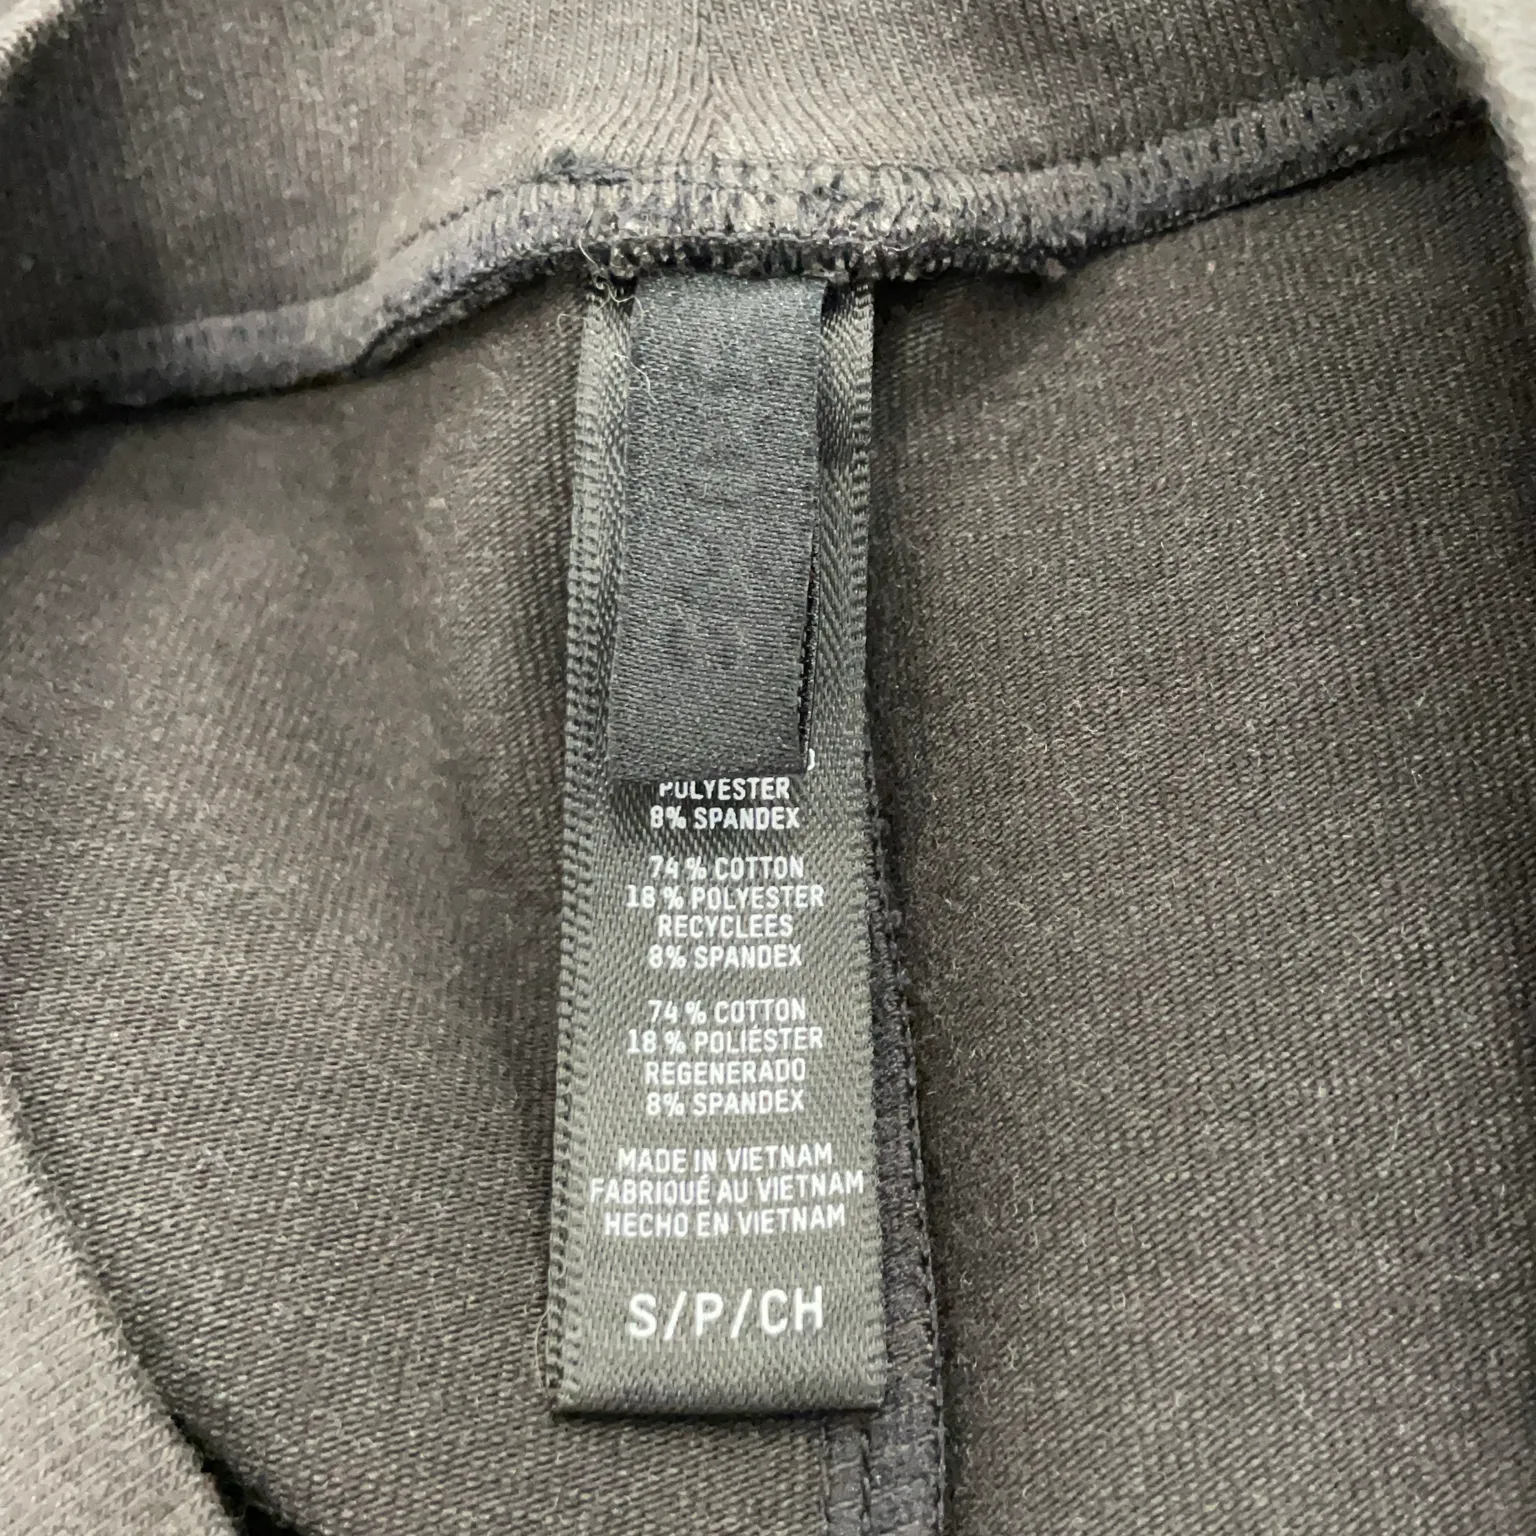 POLYESTER
8% SPANDEX
74% COTTON
18% POLYESTER
RECYCLEES
8% SPANDEX
74% COTTON
18% POLIÉSTER
REGENERADO
8% SPANDEX
MADE IN VIETNAM
FABRIQUÉ AU VIETNAM
HECHO EN VIETNAM
S/P/CH